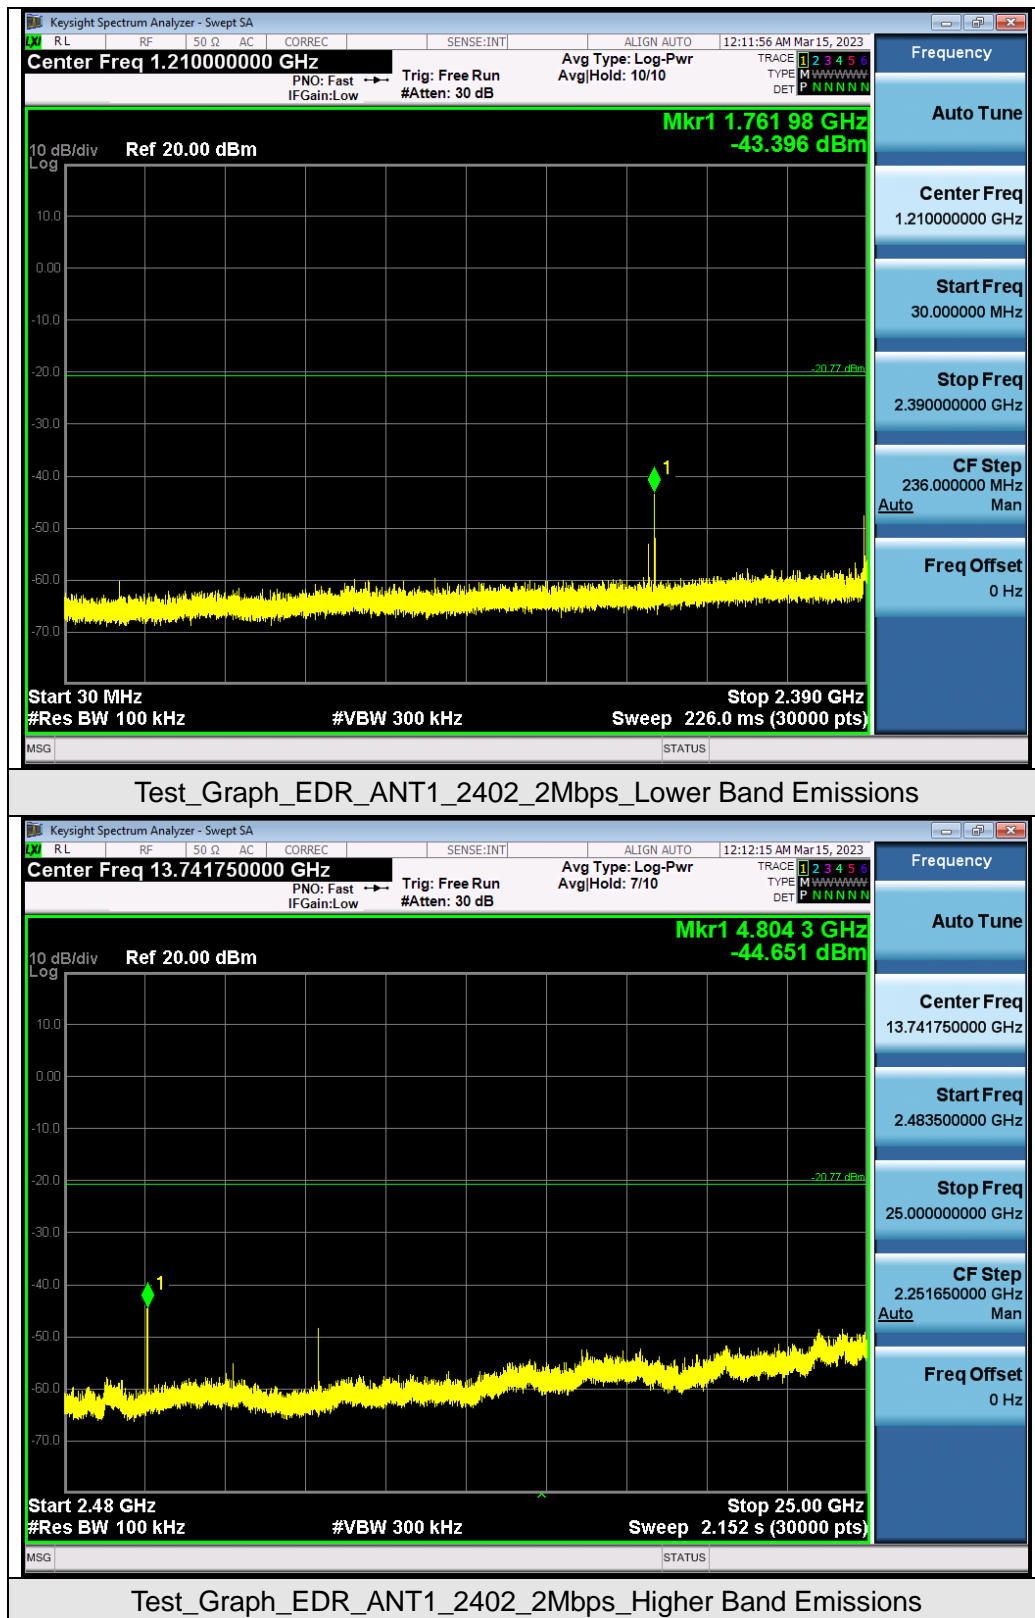 Keysight Spectrum Analyzer - Swept SA
LXI RL RF 50 Ω AC CORREC SENSE:INT ALIGN AUTO 12:11:56 AM Mar 15, 2023
Center Freq 1.210000000 GHz
PNO: Fast
IFGain:Low
Trig: Free Run
#Atten: 30 dB
Avg Type: Log-Pwr
Avg|Hold: 10/10
TRACE 1 2 3 4 5 6
TYPE M WWWWW
DET P N N N N N
Mkr1 1.761 98 GHz
-43.396 dBm
10 dB/div Ref 20.00 dBm
Log
10.0
0.00
-10.0
-20.0
-20.77 dBm
-30.0
-40.0
1
-50.0
-60.0
-70.0
Start 30 MHz Stop 2.390 GHz
#Res BW 100 kHz #VBW 300 kHz Sweep 226.0 ms (30000 pts)
MSG STATUS
Frequency
Auto Tune
Center Freq
1.210000000 GHz
Start Freq
30.000000 MHz
Stop Freq
2.390000000 GHz
CF Step
236.000000 MHz
Auto Man
Freq Offset
0 Hz
Test_Graph_EDR_ANT1_2402_2Mbps_Lower Band Emissions
Keysight Spectrum Analyzer - Swept SA
LXI RL RF 50 Ω AC CORREC SENSE:INT ALIGN AUTO 12:12:15 AM Mar 15, 2023
Center Freq 13.741750000 GHz
PNO: Fast
IFGain:Low
Trig: Free Run
#Atten: 30 dB
Avg Type: Log-Pwr
Avg|Hold: 7/10
TRACE 1 2 3 4 5 6
TYPE M WWWWW
DET P N N N N N
Mkr1 4.804 3 GHz
-44.651 dBm
10 dB/div Ref 20.00 dBm
Log
10.0
0.00
-10.0
-20.0
-20.77 dBm
-30.0
-40.0
1
-50.0
-60.0
-70.0
Start 2.48 GHz Stop 25.00 GHz
#Res BW 100 kHz #VBW 300 kHz Sweep 2.152 s (30000 pts)
MSG STATUS
Frequency
Auto Tune
Center Freq
13.741750000 GHz
Start Freq
2.483500000 GHz
Stop Freq
25.000000000 GHz
CF Step
2.251650000 GHz
Auto Man
Freq Offset
0 Hz
Test_Graph_EDR_ANT1_2402_2Mbps_Higher Band Emissions